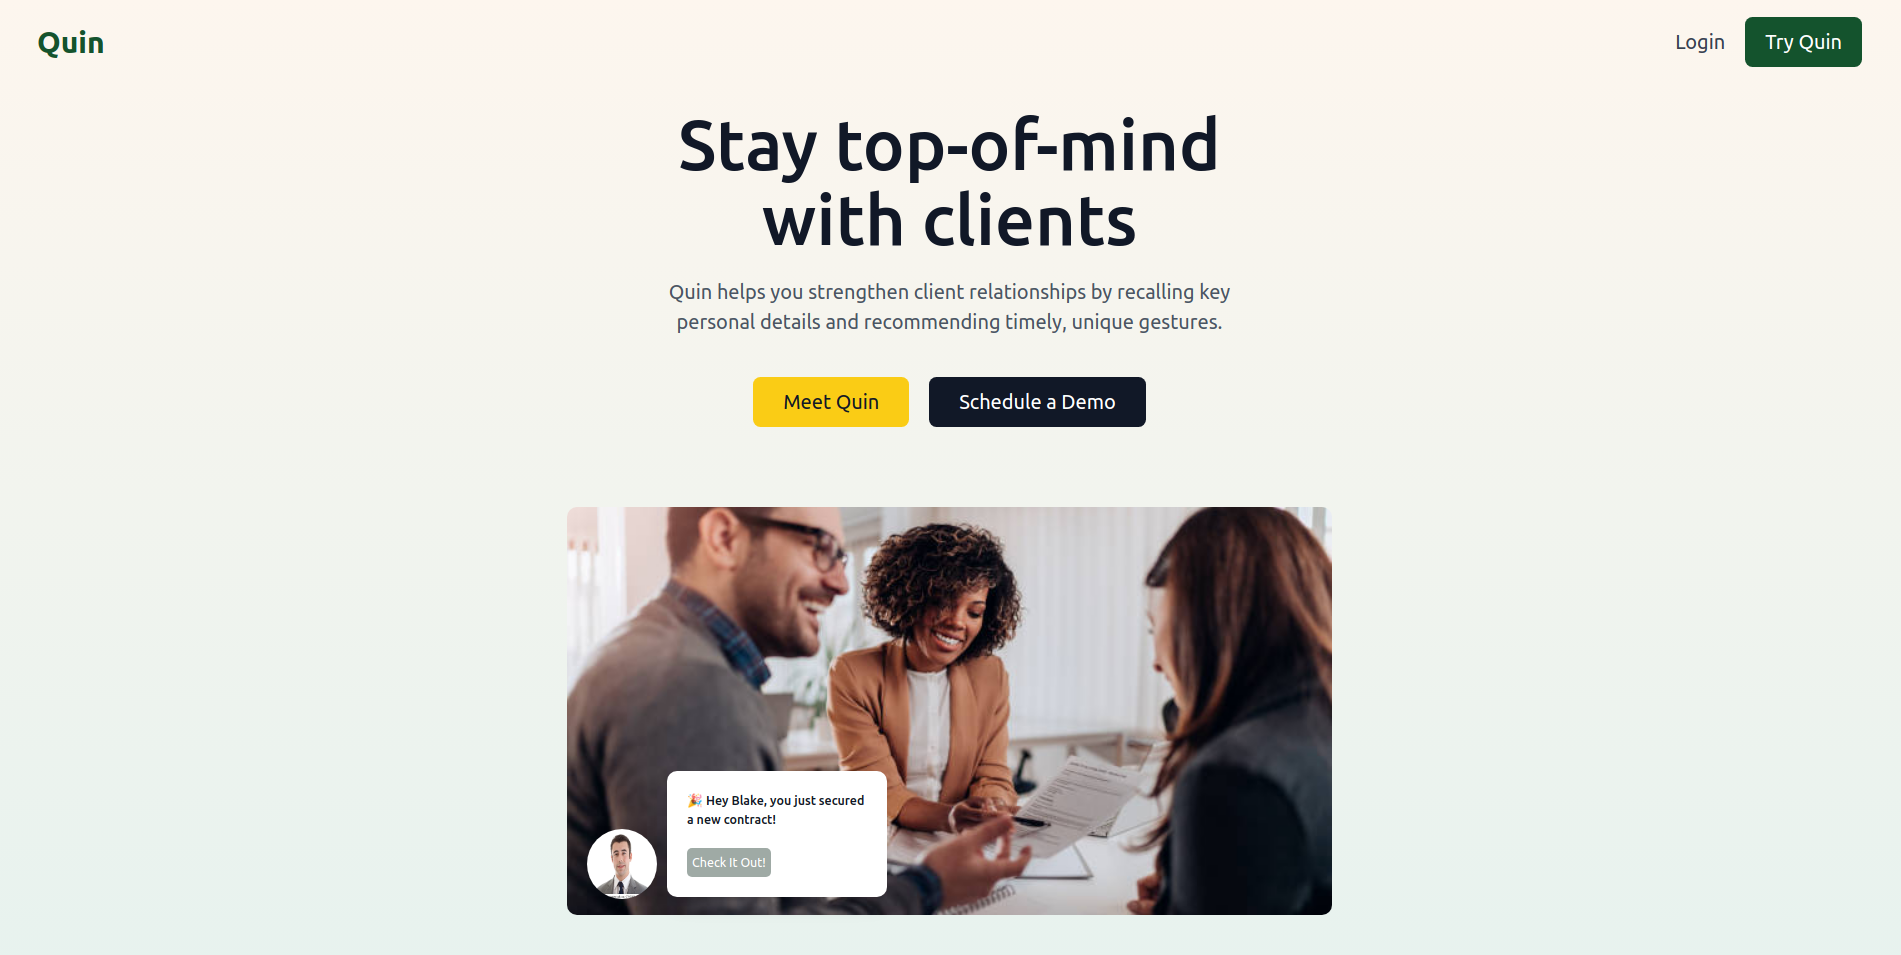 Quin
Login
Try Quin
Stay top-of-mind
with clients
Quin helps you strengthen client relationships by recalling key
personal details and recommending timely, unique gestures.
Meet Quin
Schedule a Demo
🎉 Hey Blake, you just secured
a new contract!
Check It Out!